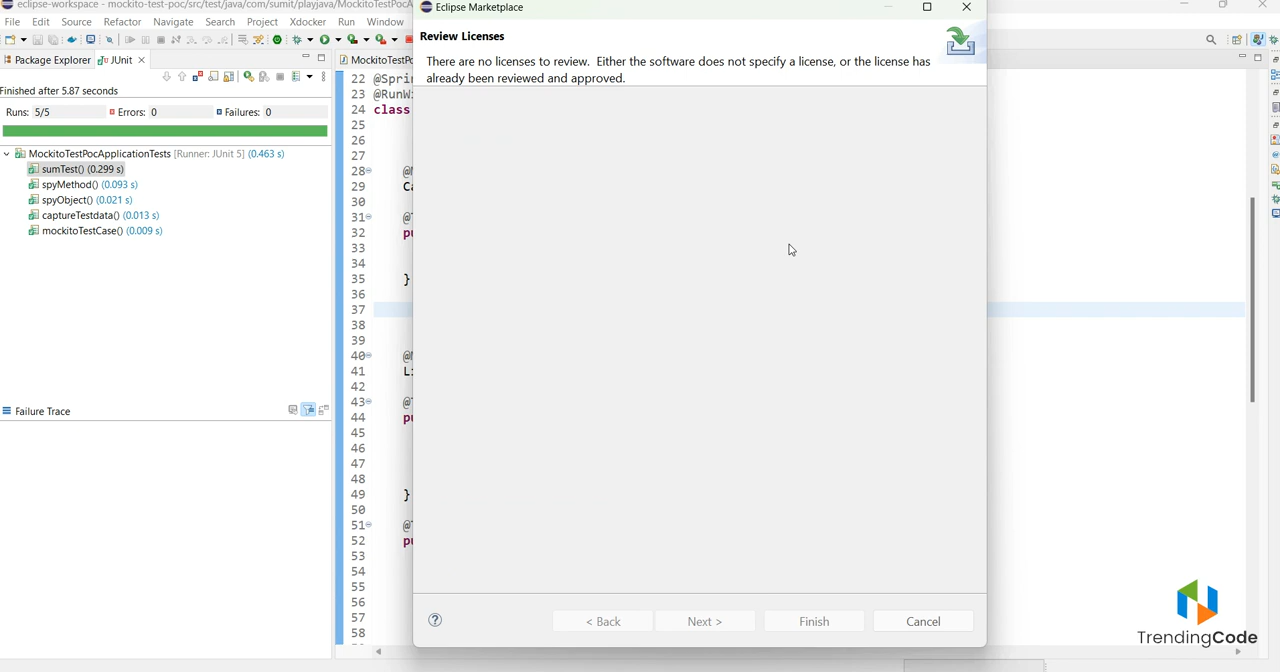 eclipse-workspace - mockito-test-poc/src/test/java/com/sumit/playjava/MockitoTestPocA
File Edit Source Refactor Navigate Search Project Xdocker Run Window
Package Explorer JUnit
Finished after 5.87 seconds
Runs: 5/5 Errors: 0 Failures: 0
MockitoTestPocApplicationTests [Runner: JUnit 5] (0.463 s)
sumTest() (0.299 s)
spyMethod() (0.093 s)
spyObject() (0.021 s)
captureTestdata() (0.013 s)
mockitoTestCase() (0.009 s)
Failure Trace
MockitoTestPc
22 @Sprin
23 @RunWi
24 class
25
26
27
28
29 Ca
30
31 @T
32 pu
33
34
35 }
36
37
38
39
40
41 Li
42
43 @T
44 pu
45
46
47
48
49 }
50
51 @T
52 pu
53
54
55
56
57
58
Eclipse Marketplace
Review Licenses
There are no licenses to review. Either the software does not specify a license, or the license has
already been reviewed and approved.
? < Back Next > Finish Cancel
TrendingCode